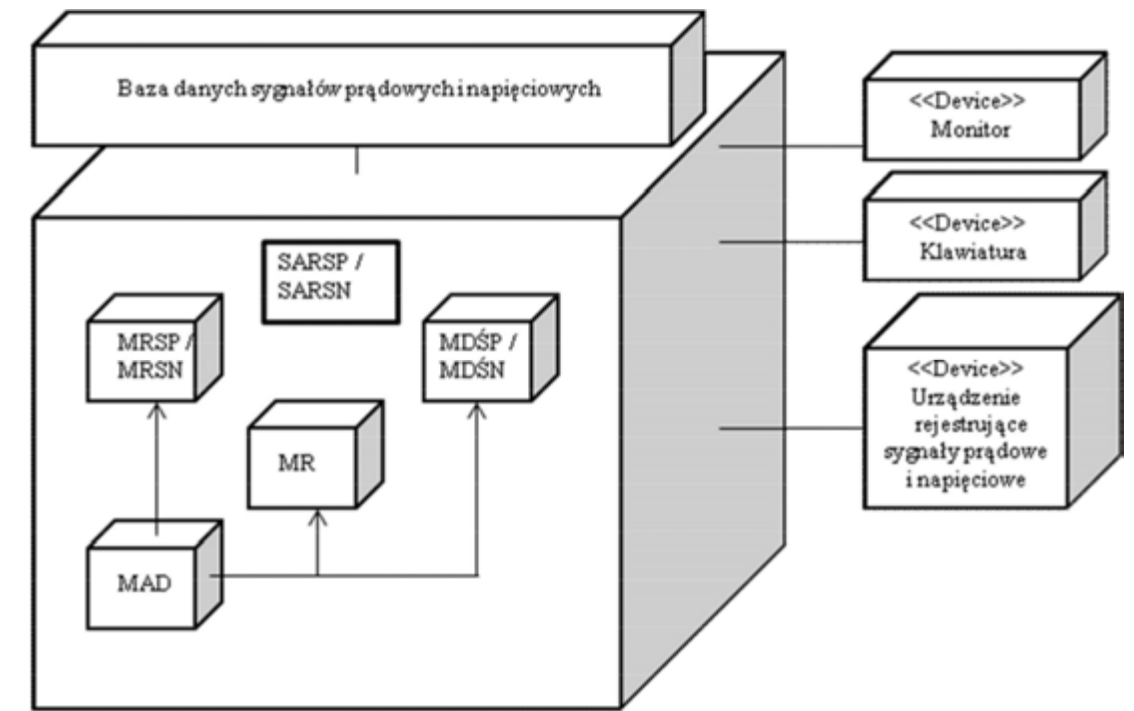 Baza danych sygnałów prądowych i napięciowych
<<Device>>
Monitor
<<Device>>
Klawiatura
<<Device>>
Urządzenie
rejestrujące
sygnały prądowe
i napięciowe
SARSP /
SARSN
MRSP /
MRSN
MDŚP /
MDŚN
MR
MAD